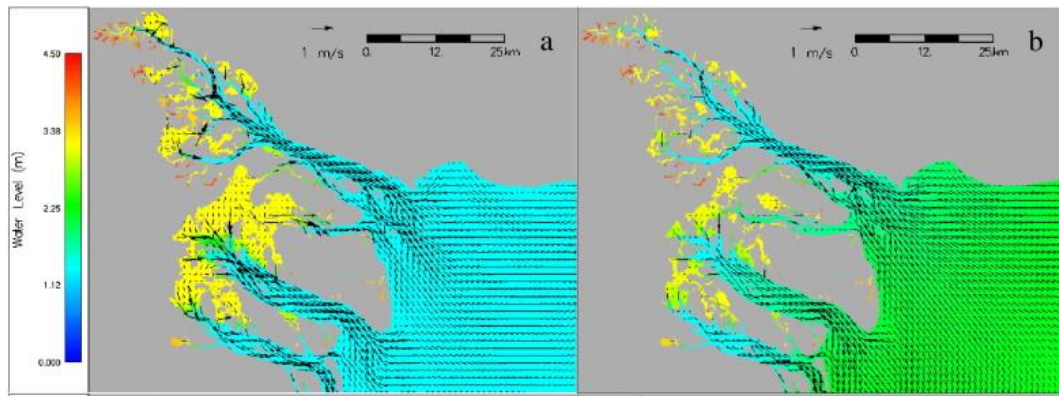 4.50
3.38
2.25
1.12
0.000
Water Level (m)
1 m/s
0. 12. 25km
a
1 m/s
0. 12. 25km
b